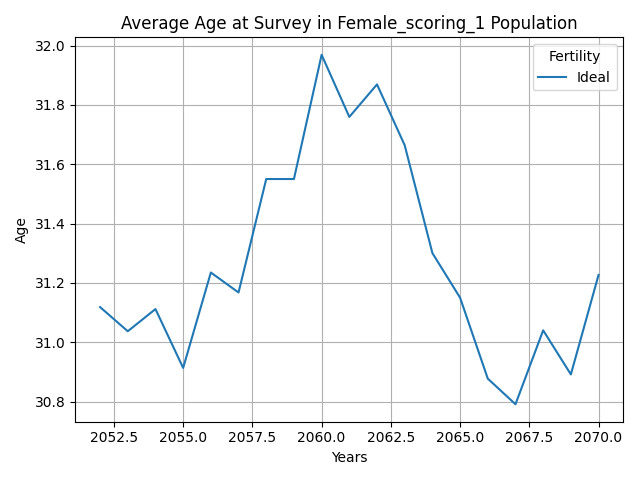 Average Age at Survey in Female_scoring_1 Population
Fertility
Ideal
32.0
31.8
31.6
31.4
31.2
31.0
30.8
Age
2052.5 2055.0 2057.5 2060.0 2062.5 2065.0 2067.5 2070.0
Years